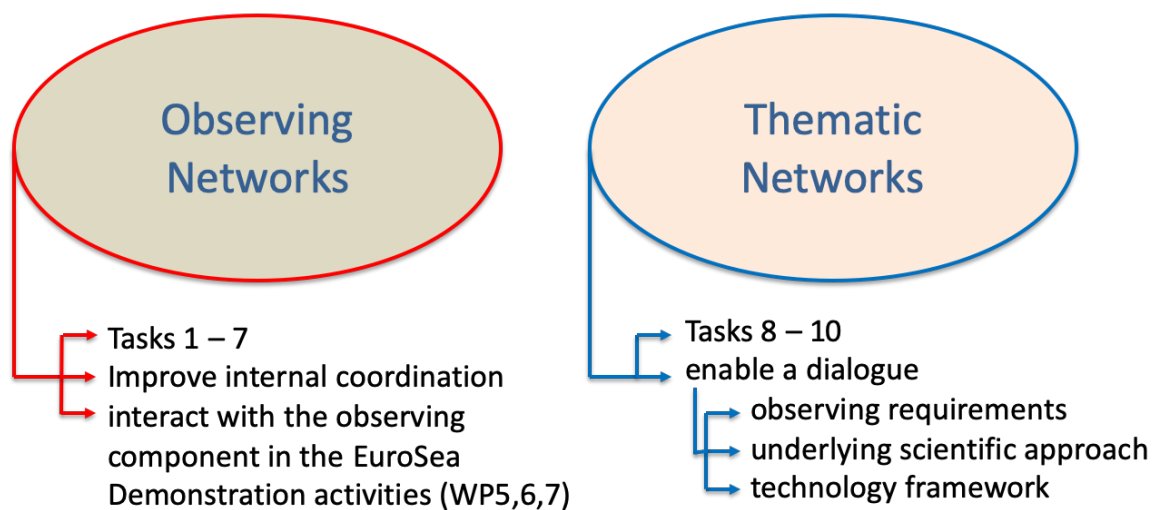 Observing
Networks
Tasks 1 – 7
Improve internal coordination
interact with the observing
component in the EuroSea
Demonstration activities (WP5,6,7)
Thematic
Networks
Tasks 8 – 10
enable a dialogue
observing requirements
underlying scientific approach
technology framework